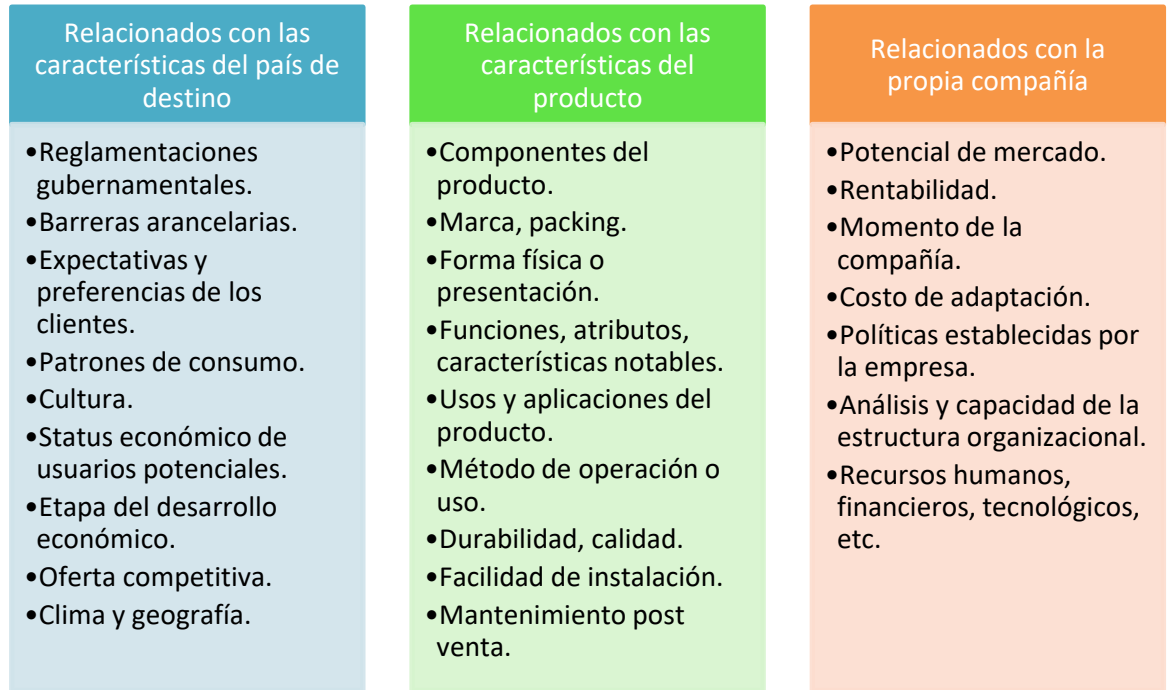 Relacionados con las
características del país de
destino
•Reglamentaciones
gubernamentales.
•Barreras arancelarias.
•Expectativas y
preferencias de los
clientes.
•Patrones de consumo.
•Cultura.
•Status económico de
usuarios potenciales.
•Etapa del desarrollo
económico.
•Oferta competitiva.
•Clima y geografía.
Relacionados con las
características del
producto
•Componentes del
producto.
•Marca, packing.
•Forma física o
presentación.
•Funciones, atributos,
características notables.
•Usos y aplicaciones del
producto.
•Método de operación o
uso.
•Durabilidad, calidad.
•Facilidad de instalación.
•Mantenimiento post
venta.
Relacionados con la
propia compañía
•Potencial de mercado.
•Rentabilidad.
•Momento de la
compañía.
•Costo de adaptación.
•Políticas establecidas por
la empresa.
•Análisis y capacidad de la
estructura organizacional.
•Recursos humanos,
financieros, tecnológicos,
etc.